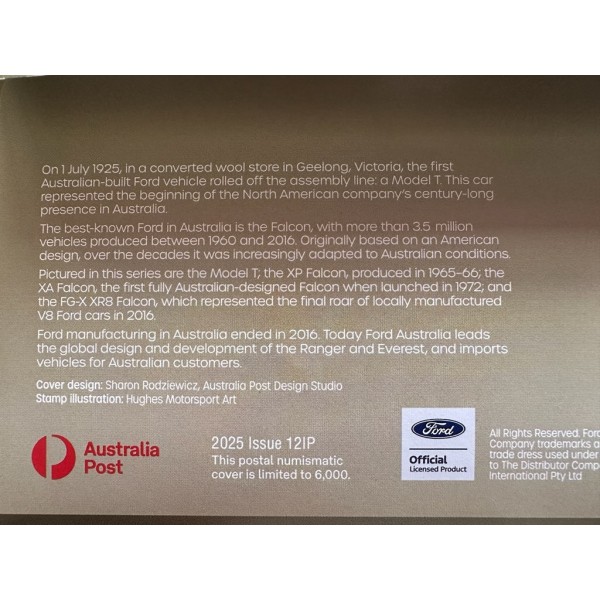 On 1 July 1925, in a converted wool store in Geelong, Victoria, the first
Australian-built Ford vehicle rolled off the assembly line: a Model T. This car
represented the beginning of the North American company's century-long
presence in Australia.
The best-known Ford in Australia is the Falcon, with more than 3.5 million
vehicles produced between 1960 and 2016. Originally based on an American
design, over the decades it was increasingly adapted to Australian conditions.
Pictured in this series are the Model T; the XP Falcon, produced in 1965–66; the
XA Falcon, the first fully Australian-designed Falcon when launched in 1972; and
the FG-X XR8 Falcon, which represented the final roar of locally manufactured
V8 Ford cars in 2016.
Ford manufacturing in Australia ended in 2016. Today Ford Australia leads
the global design and development of the Ranger and Everest, and imports
vehicles for Australian customers.
Cover design: Sharon Rodziewicz, Australia Post Design Studio
Stamp illustration: Hughes Motorsport Art
Australia
Post
2025 Issue 12IP
This postal numismatic
cover is limited to 6,000.
Ford
Official
Licensed Product
All Rights Reserved. Ford
Company trademarks a
trade dress used under
to The Distributor Comp
International Pty Ltd